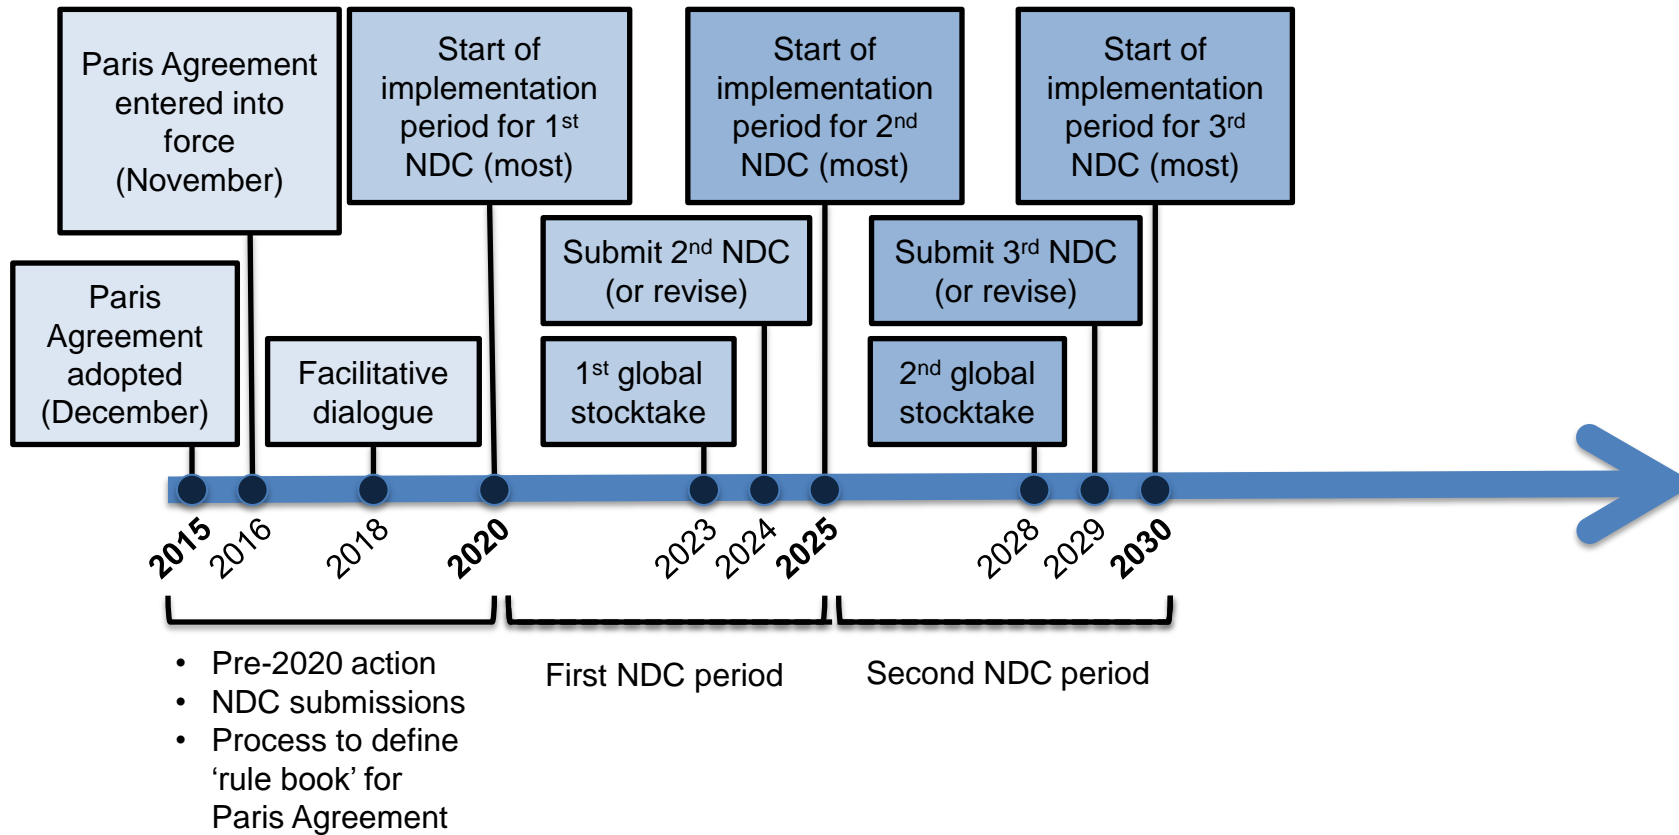 Paris Agreement
entered into
force
(November)
Start of
implementation
period for 1st
NDC (most)
Start of
implementation
period for 2nd
NDC (most)
Start of
implementation
period for 3rd
NDC (most)
Paris
Agreement
adopted
(December)
Facilitative
dialogue
Submit 2nd NDC
(or revise)
1st global
stocktake
Submit 3rd NDC
(or revise)
2nd global
stocktake
2015
2016
2018
2020
2023
2024
2025
2028
2029
2030
• Pre-2020 action
• NDC submissions
• Process to define
‘rule book’ for
Paris Agreement
First NDC period
Second NDC period